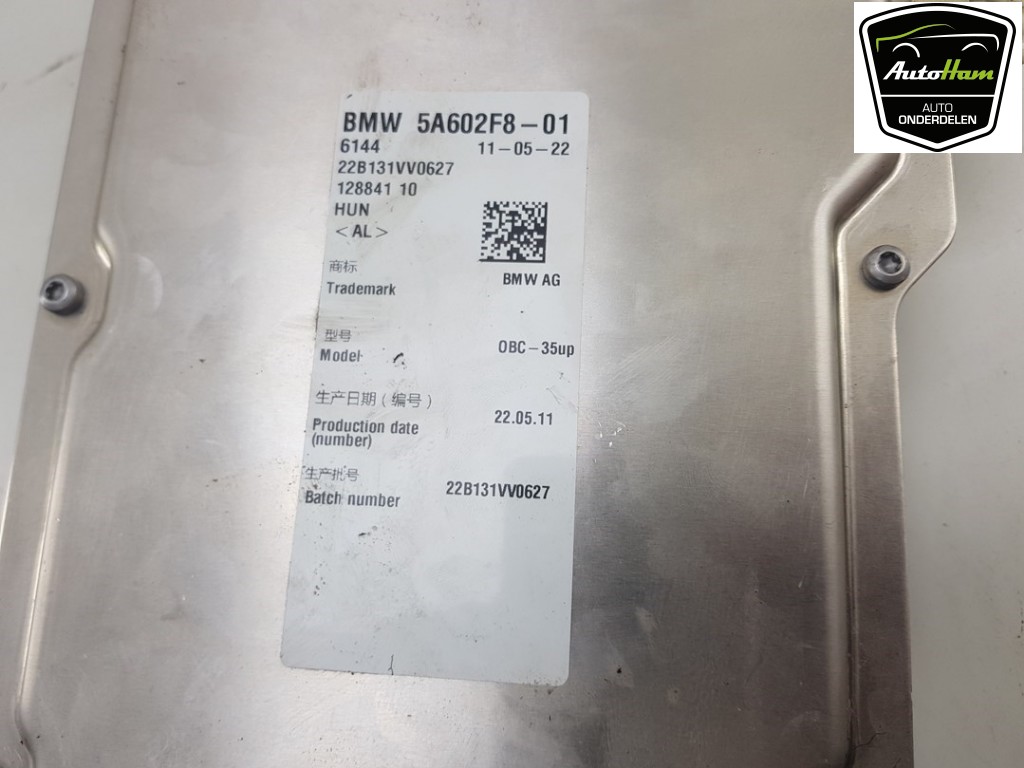 AutoHam
AUTO
ONDERDELEN
BMW 5A602F8-01
6144 11-05-22
22B131VV0627
128841 10
HUN
<AL>
商标
Trademark BMW AG
型号
Model OBC-35up
生产日期(编号)
Production date 22.05.11
(number)
生产批号
Batch number 22B131VV0627